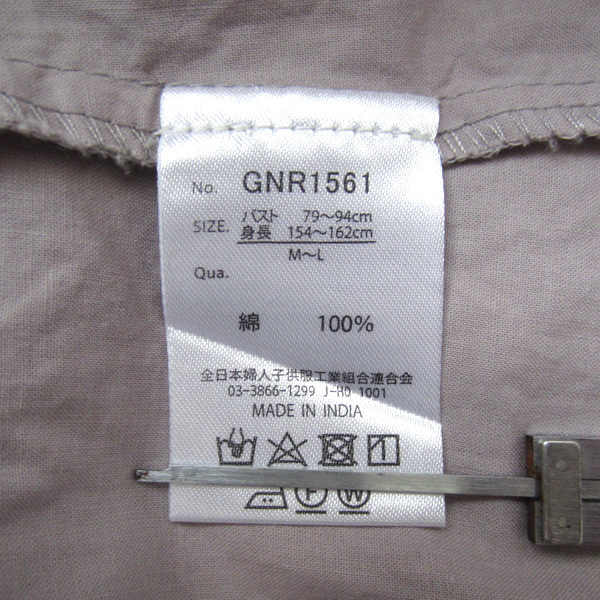 No. GNR1561
SIZE. バスト 79〜94cm
身長 154〜162cm
M〜L
Qua.
綿 100%
全日本婦人子供服工業組合連合会
03-3866-1299 J-HO 1001
MADE IN INDIA
F W